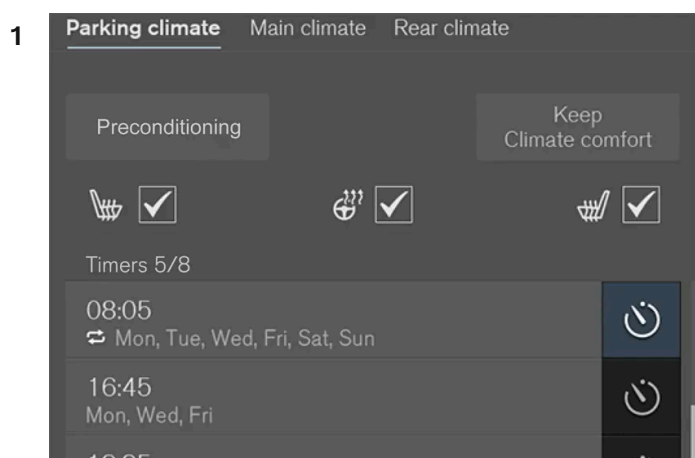 1
Parking climate Main climate Rear climate
Preconditioning
Keep
Climate comfort
Timers 5/8
08:05
Mon, Tue, Wed, Fri, Sat, Sun
16:45
Mon, Wed, Fri